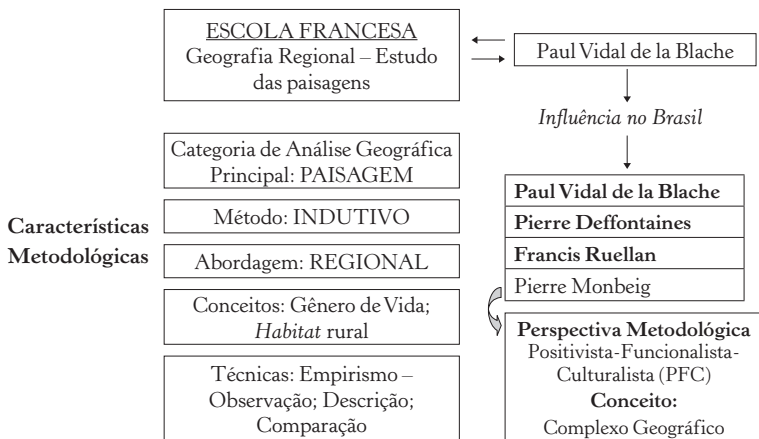 ESCOLA FRANCESA
Geografia Regional – Estudo
das paisagens
Paul Vidal de la Blache
Influência no Brasil
Categoria de Análise Geográfica
Principal: PAISAGEM
Método: INDUTIVO
Características
Metodológicas
Abordagem: REGIONAL
Conceitos: Gênero de Vida;
Habitat rural
Técnicas: Empirismo –
Observação; Descrição;
Comparação
Paul Vidal de la Blache
Pierre Deffontaines
Francis Ruellan
Pierre Monbeig
Perspectiva Metodológica
Positivista-Funcionalista-
Culturalista (PFC)
Conceito:
Complexo Geográfico